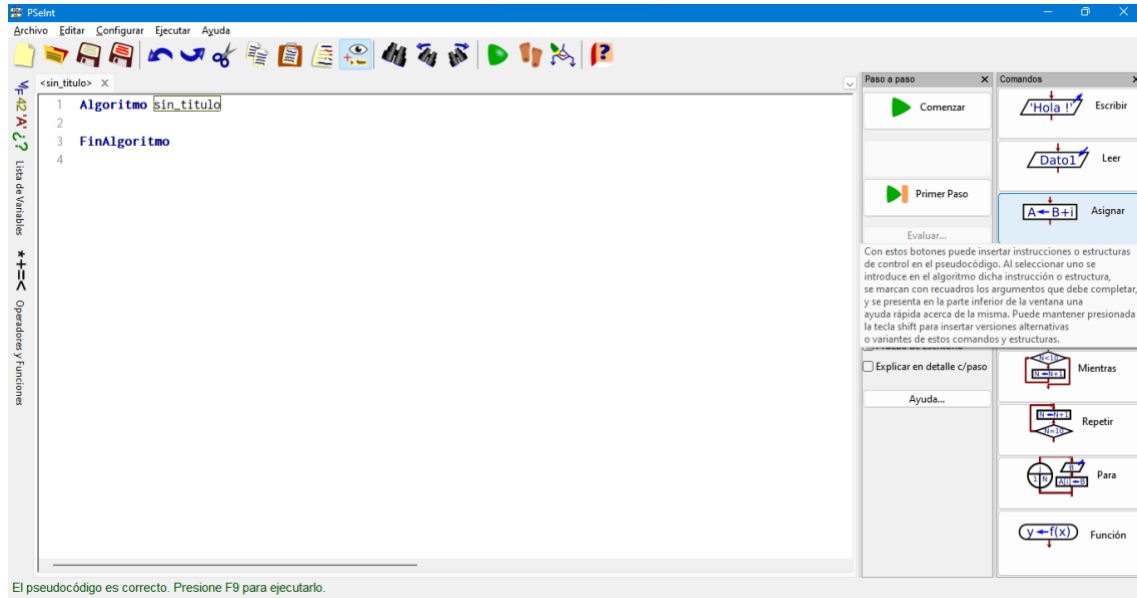 PSeInt
Archivo Editar Configurar Ejecutar Ayuda
<sin_titulo> X
42 'A' ¿? Lista de Variables
*+=< Operadores y Funciones
1 Algoritmo sin_titulo
2
3 FinAlgoritmo
4
Paso a paso
Comenzar
Primer Paso
Evaluar...
Comandos
'Hola !' Escribir
Dato1 Leer
A←B+i Asignar
Con estos botones puede insertar instrucciones o estructuras
de control en el pseudocódigo. Al seleccionar uno se
introduce en el algoritmo dicha instrucción o estructura,
se marcan con recuadros los argumentos que debe completar,
y se presenta en la parte inferior de la ventana una
ayuda rápida acerca de la misma. Puede mantener presionada
la tecla shift para insertar versiones alternativas
o variantes de estos comandos y estructuras.
Explicar en detalle c/paso
Ayuda...
N<10 N←N+1 Mientras
N←N+1 N=10 Repetir
Para
y←f(x) Función
El pseudocódigo es correcto. Presione F9 para ejecutarlo.